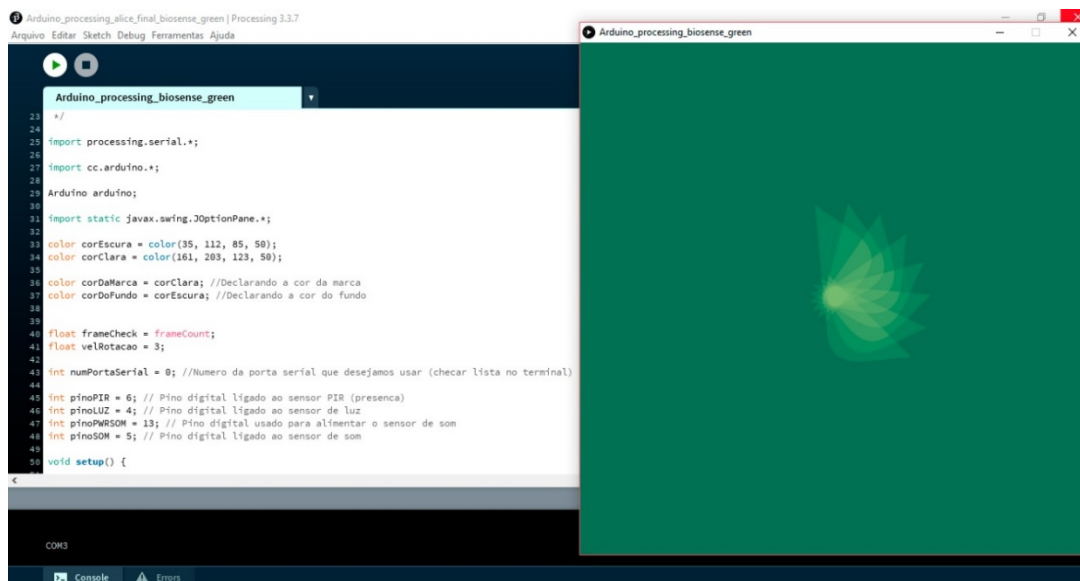 Arduino_processing_alice_final_biosense_green | Processing 3.3.7
Arquivo Editar Sketch Debug Ferramentas Ajuda
Arduino_processing_biosense_green
23 */
24
25 import processing.serial.*;
26
27 import cc.arduino.*;
28
29 Arduino arduino;
30
31 import static javax.swing.JOptionPane.*;
32
33 color corEscura = color(35, 112, 85, 50);
34 color corClara = color(161, 203, 123, 50);
35
36 color corDaMarca = corClara; //Declarando a cor da marca
37 color corDoFundo = corEscura; //Declarando a cor do fundo
38
39
40 float frameCheck = frameCount;
41 float velRotacao = 3;
42
43 int numPortaSerial = 0; //Numero da porta serial que desejamos usar (checar lista no terminal)
44
45 int pinoPIR = 6; // Pino digital ligado ao sensor PIR (presenca)
46 int pinoLUZ = 4; // Pino digital ligado ao sensor de luz
47 int pinoPWRSOM = 13; // Pino digital usado para alimentar o sensor de som
48 int pinoSOM = 5; // Pino digital ligado ao sensor de som
49
50 void setup() {
COM3
Console Errors
Arduino_processing_biosense_green